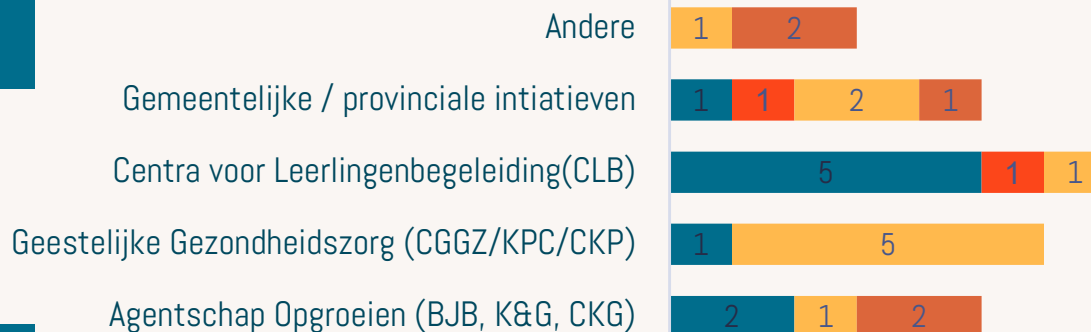 Andere 1 2
Gemeentelijke / provinciale intiatieven 1 1 2 1
Centra voor Leerlingenbegeleiding(CLB) 5 1 1
Geestelijke Gezondheidszorg (CGGZ/KPC/CKP) 1 5
Agentschap Opgroeien (BJB, K&G, CKG) 2 1 2